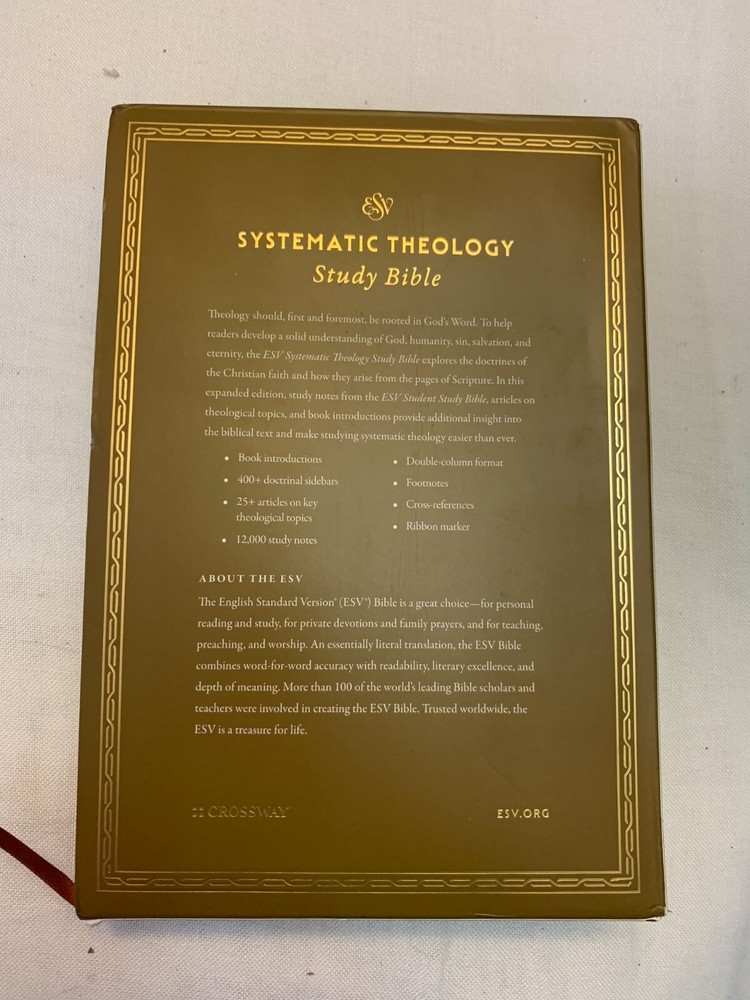 ESV
SYSTEMATIC THEOLOGY
Study Bible
Theology should, first and foremost, be rooted in God's Word. To help
readers develop a solid understanding of God, humanity, sin, salvation, and
eternity, the ESV Systematic Theology Study Bible explores the doctrines of
the Christian faith and how they arise from the pages of Scripture. In this
expanded edition, study notes from the ESV Student Study Bible, articles on
theological topics, and book introductions provide additional insight into
the biblical text and make studying systematic theology easier than ever.
• Book introductions
• 400+ doctrinal sidebars
• 25+ articles on key
theological topics
• 12,000 study notes
• Double-column format
• Footnotes
• Cross-references
• Ribbon marker
ABOUT THE ESV
The English Standard Version® (ESV®) Bible is a great choice—for personal
reading and study, for private devotions and family prayers, and for teaching,
preaching, and worship. An essentially literal translation, the ESV Bible
combines word-for-word accuracy with readability, literary excellence, and
depth of meaning. More than 100 of the world's leading Bible scholars and
teachers were involved in creating the ESV Bible. Trusted worldwide, the
ESV is a treasure for life.
CROSSWAY
ESV.ORG